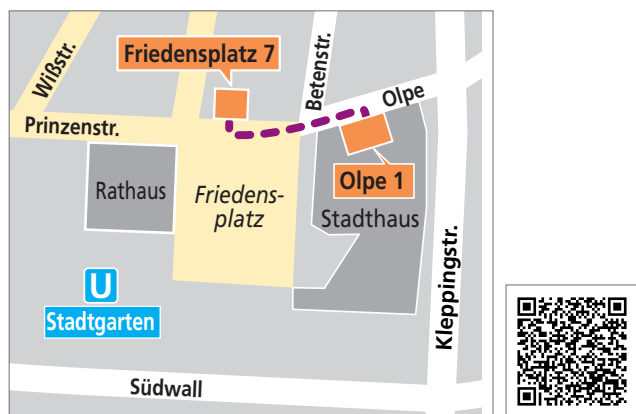 Wißstr.
Friedensplatz 7
Betenstr.
Olpe
Prinzenstr.
Rathaus
Friedens-
platz
Olpe 1
Stadthaus
Kleppingstr.
U
Stadtgarten
Südwall